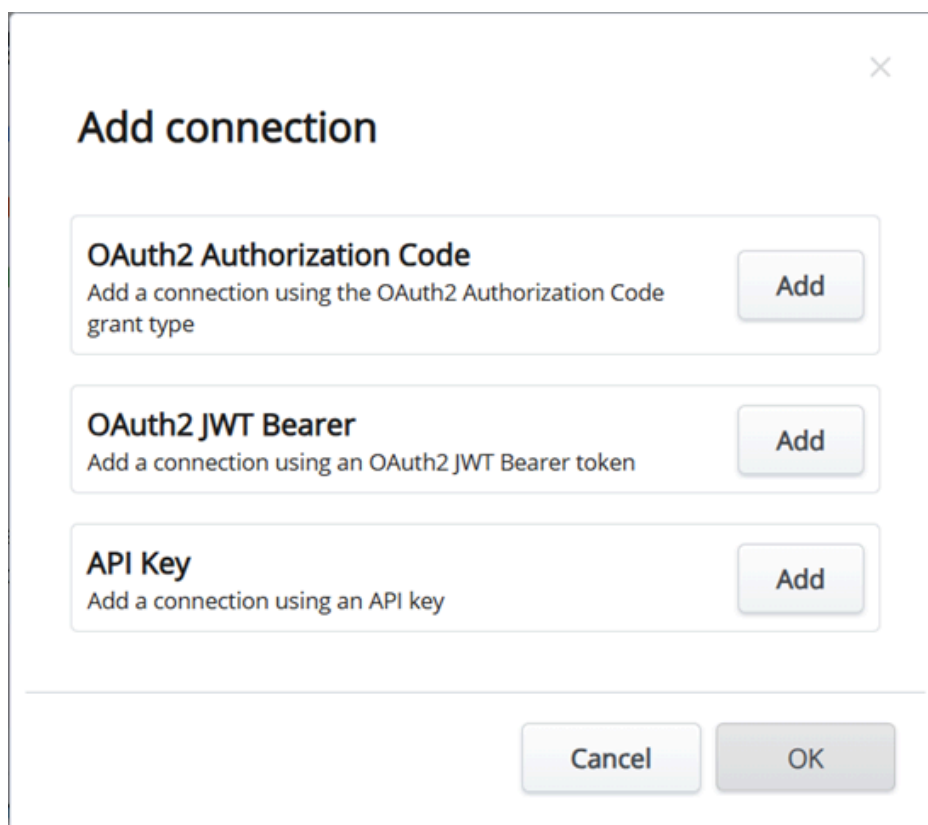 Add connection
OAuth2 Authorization Code
Add a connection using the OAuth2 Authorization Code
grant type
Add
OAuth2 JWT Bearer
Add a connection using an OAuth2 JWT Bearer token
Add
API Key
Add a connection using an API key
Add
Cancel
OK